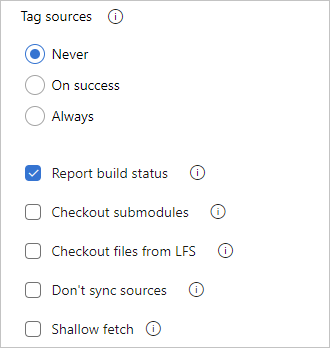 Tag sources
Never
On success
Always
Report build status
Checkout submodules
Checkout files from LFS
Don't sync sources
Shallow fetch